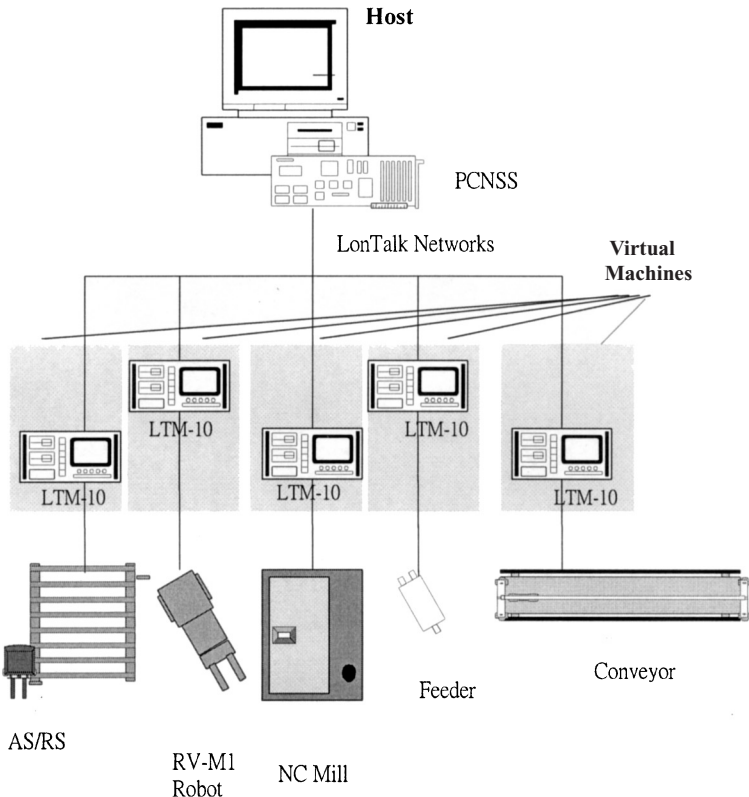 Host
PCNSS
LonTalk Networks
Virtual
Machines
LTM-10
LTM-10
LTM-10
LTM-10
LTM-10
AS/RS
RV-M1
Robot
NC Mill
Feeder
Conveyor